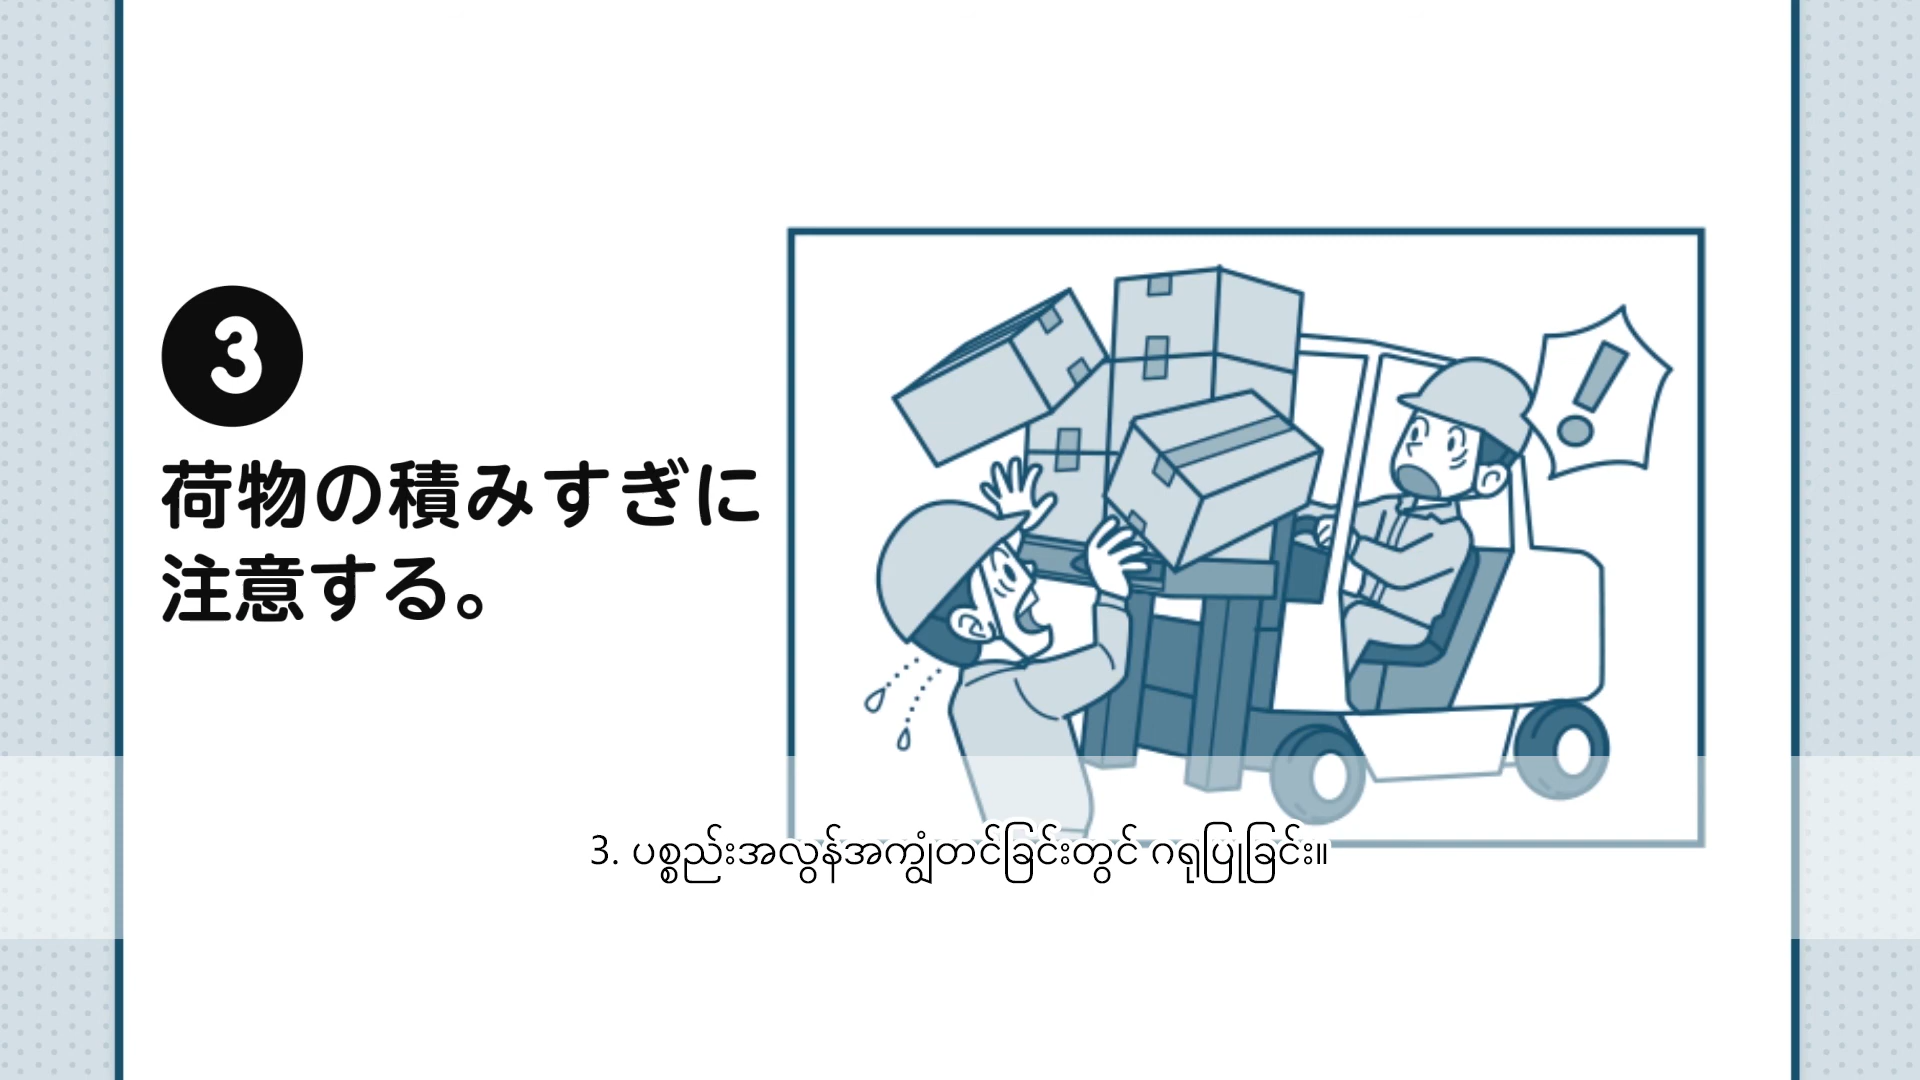 3
荷物の積みすぎに
注意する。
!
3. ပစ္စည်းအလွန်အကျွံတင်ခြင်းတွင် ဂရုပြုခြင်း။